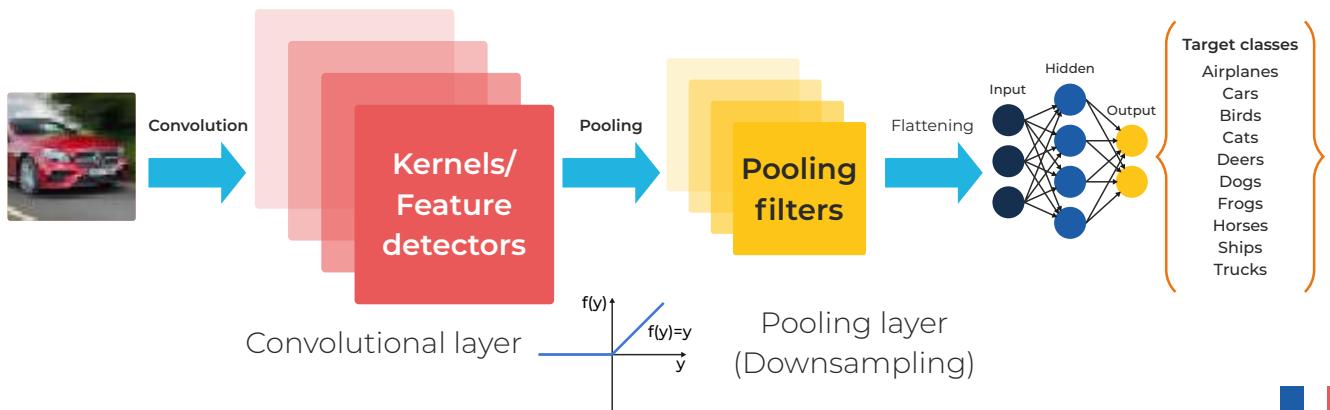 Convolution
Kernels/
Feature
detectors
Pooling
Pooling
filters
Flattening
Input
Hidden
Output
Target classes
Airplanes
Cars
Birds
Cats
Deers
Dogs
Frogs
Horses
Ships
Trucks
Convolutional layer
f(y)
f(y)=y
y
Pooling layer
(Downsampling)